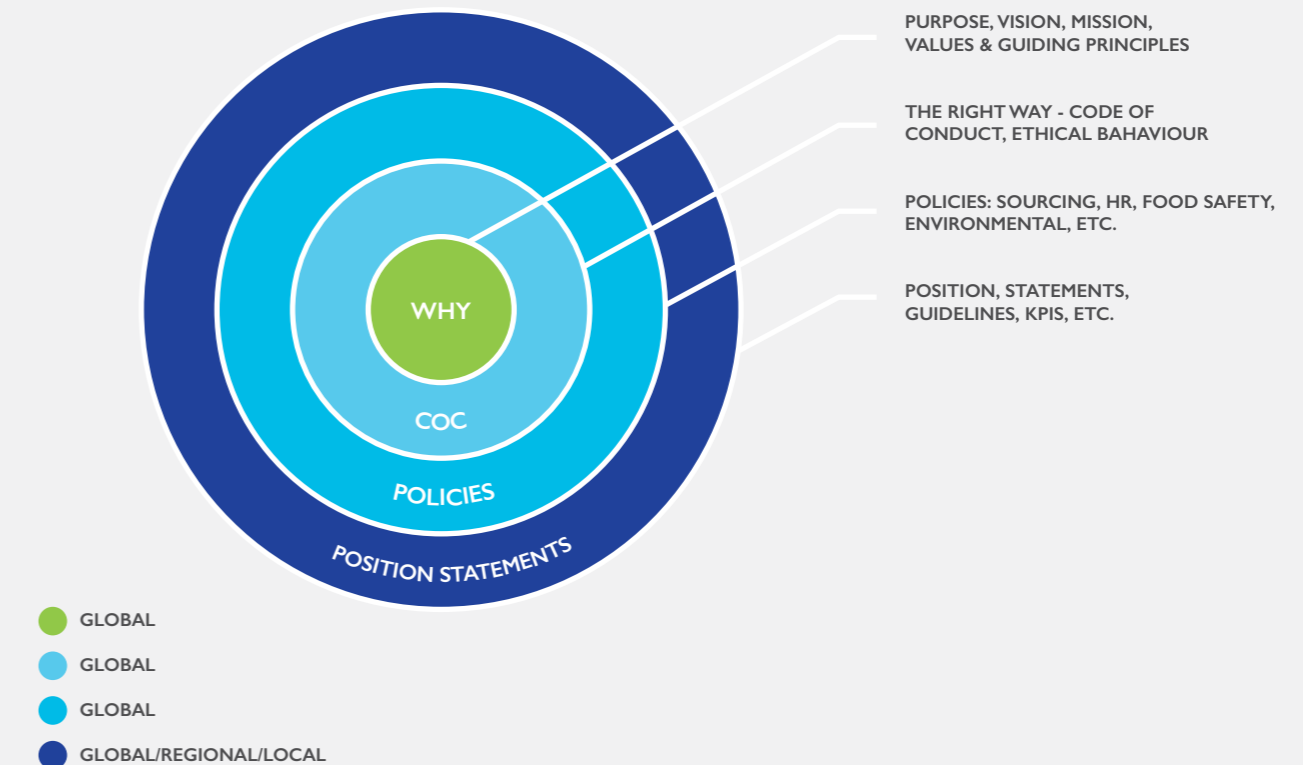 PURPOSE, VISION, MISSION,
VALUES & GUIDING PRINCIPLES
THE RIGHT WAY - CODE OF
CONDUCT, ETHICAL BAHAVIOUR
POLICIES: SOURCING, HR, FOOD SAFETY,
ENVIRONMENTAL, ETC.
POSITION, STATEMENTS,
GUIDELINES, KPIS, ETC.
WHY
COC
POLICIES
POSITION STATEMENTS
GLOBAL
GLOBAL
GLOBAL
GLOBAL/REGIONAL/LOCAL